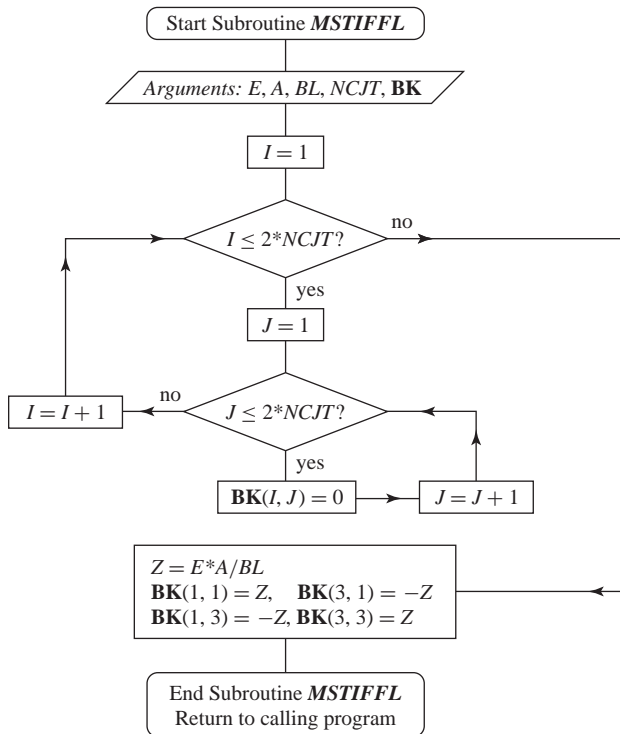 Start Subroutine MSTIFFL
Arguments: E, A, BL, NCJT, BK
I = 1
I ≤ 2*NCJT?
no
yes
J = 1
no
J ≤ 2*NCJT?
I = I + 1
yes
BK(I, J) = 0
J = J + 1
Z = E*A/BL
BK(1, 1) = Z, BK(3, 1) = −Z
BK(1, 3) = −Z, BK(3, 3) = Z
End Subroutine MSTIFFL
Return to calling program